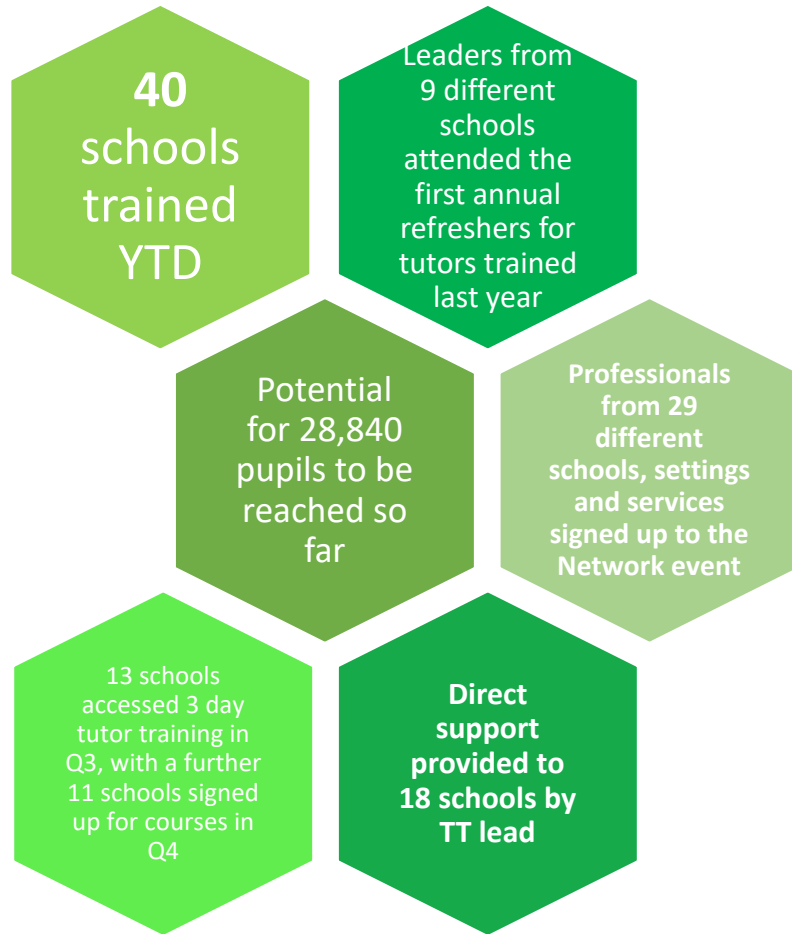 40
schools
trained
YTD
Leaders from
9 different
schools
attended the
first annual
refreshers for
tutors trained
last year
Potential
for 28,840
pupils to be
reached so
far
Professionals
from 29
different
schools, settings
and services
signed up to the
Network event
13 schools
accessed 3 day
tutor training in
Q3, with a further
11 schools signed
up for courses in
Q4
Direct
support
provided to
18 schools by
TT lead